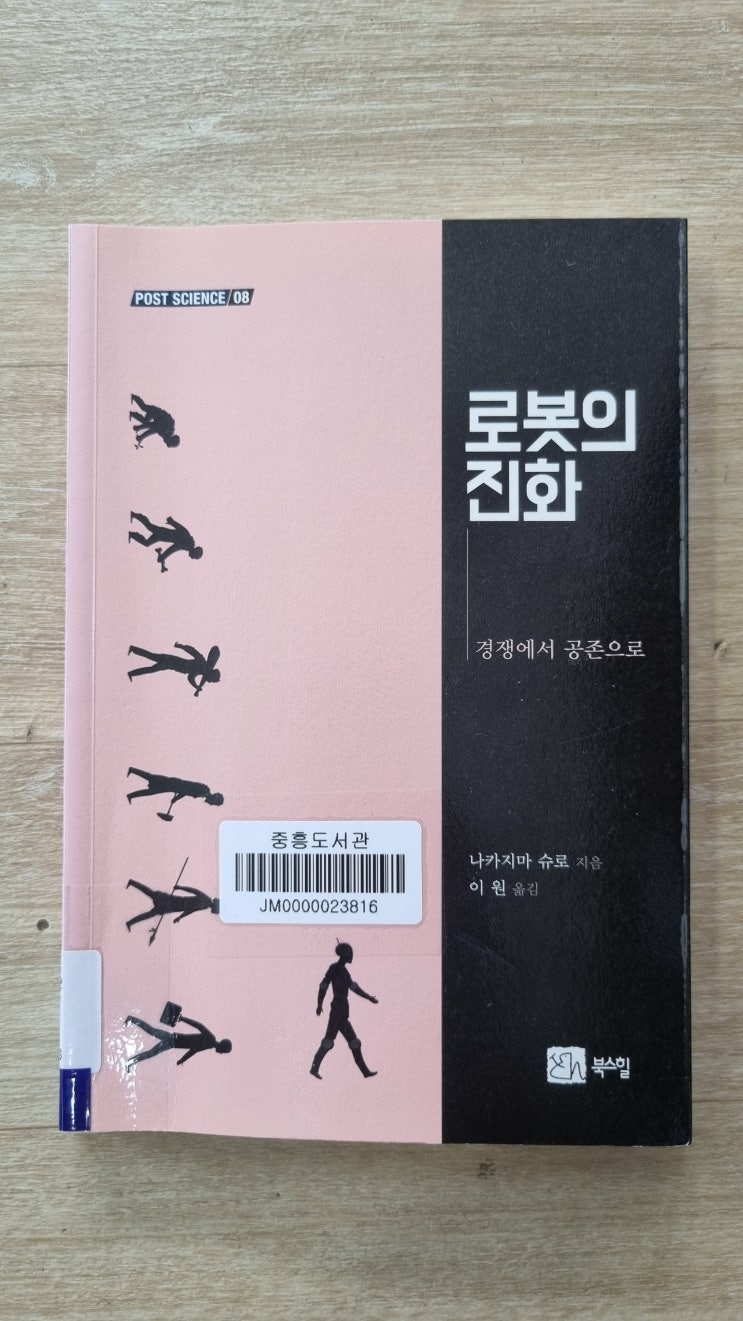 POST SCIENCE/08
로봇의
진화
경쟁에서 공존으로
중흥도서관
JM0000023816
나카지마 슈로 지음
이 원 옮김
북스힐